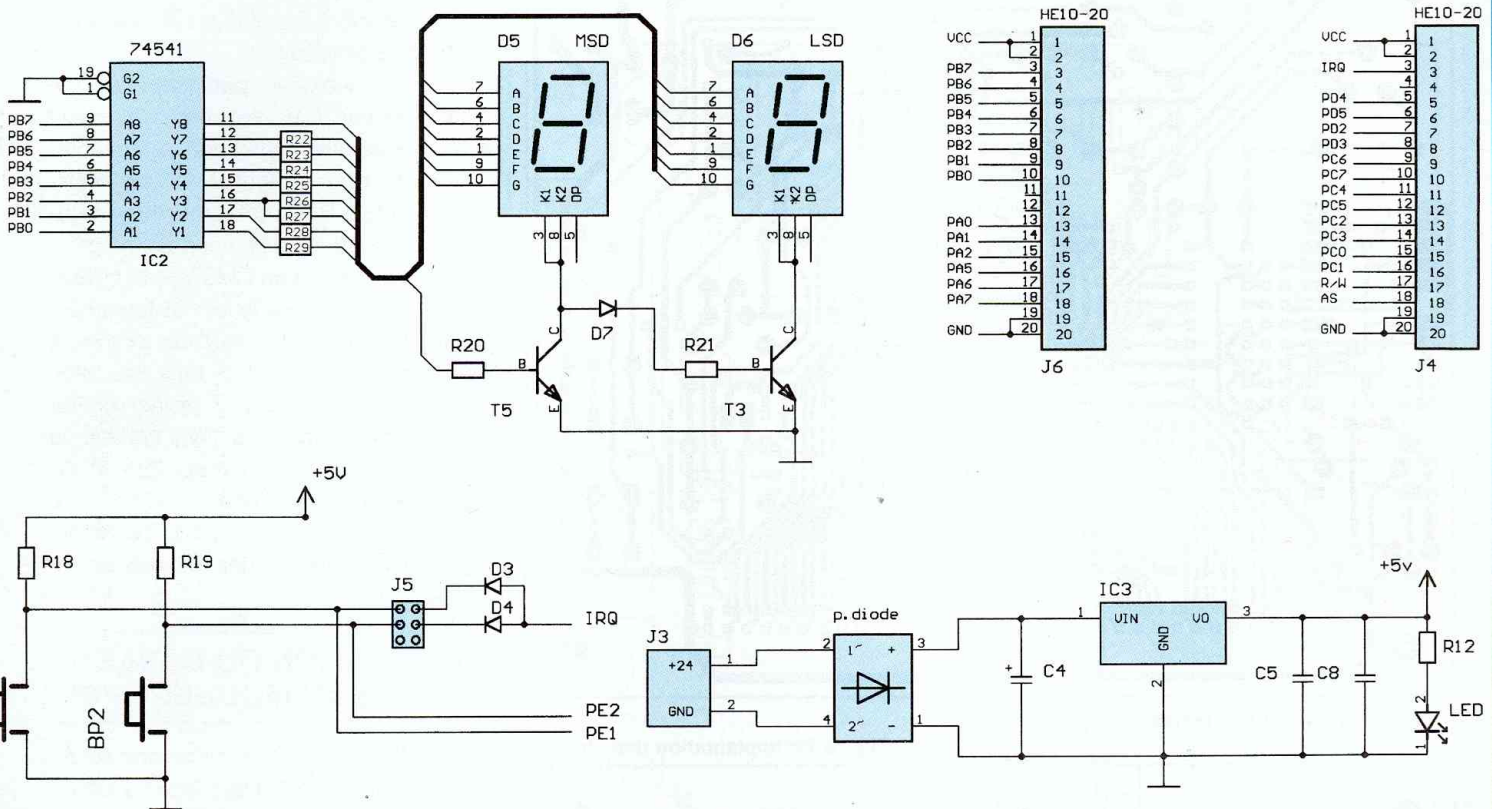 74541
19 G2
1 G1
PB7 9 A8 Y8 11
PB6 8 A7 Y7 12
PB5 7 A6 Y6 13
PB4 6 A5 Y5 14
PB3 5 A4 Y4 15
PB2 4 A3 Y3 16
PB1 3 A2 Y2 17
PB0 2 A1 Y1 18
IC2
R22
R23
R24
R25
R26
R27
R28
R29
D5 MSD
7 A
6 B
4 C
2 D
1 E
9 F
10 G
K1 K2 DP
3 8 5
D6 LSD
7 A
6 B
4 C
2 D
1 E
9 F
10 G
K1 K2 DP
3 8 5
R20
B C E
T5
D7
R21
B C E
T3
HE10-20
VCC 1 1
2 2
PB7 3 3
PB6 4 4
PB5 5 5
PB4 6 6
PB3 7 7
PB2 8 8
PB1 9 9
PB0 10 10
11 11
12 12
PA0 13 13
PA1 14 14
PA2 15 15
PA5 16 16
PA6 17 17
PA7 18 18
19 19
GND 20 20
J6
HE10-20
VCC 1 1
2 2
IRQ 3 3
4 4
PD4 5 5
PD5 6 6
PD2 7 7
PD3 8 8
PC6 9 9
PC7 10 10
PC4 11 11
PC5 12 12
PC2 13 13
PC3 14 14
PC0 15 15
PC1 16 16
R/W 17 17
AS 18 18
19 19
GND 20 20
J4
+5V
R18
R19
J5
D3
D4
IRQ
PE2
PE1
BP2
J3
+24 1
GND 2
p.diode
2 1~ + 3
4 2~ - 1
+ C4
IC3
1 VIN VO 3
GND
2
C5
C8
+5v
R12
2
LED
1